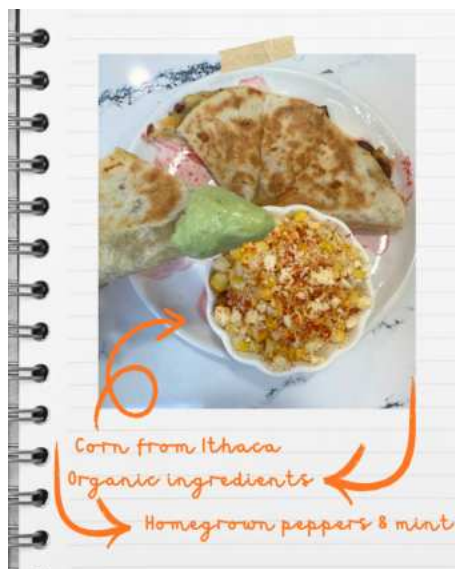 Corn from Ithaca
Organic ingredients
Homegrown peppers & mint